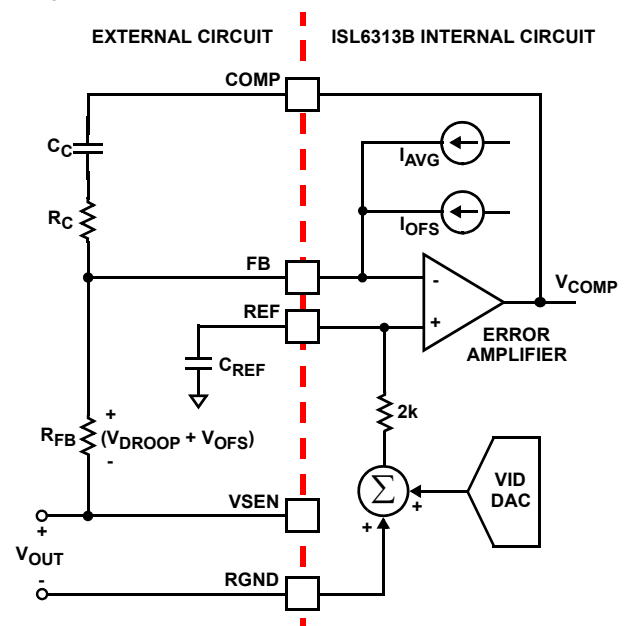 EXTERNAL CIRCUIT
ISL6313B INTERNAL CIRCUIT
COMP
CC
IAVG
RC
IOFS
FB
VCOMP
-
+
REF
ERROR
AMPLIFIER
CREF
2k
+
RFB
(VDROOP + VOFS)
-
∑
VID
DAC
VSEN
+
+
+
VOUT
-
RGND